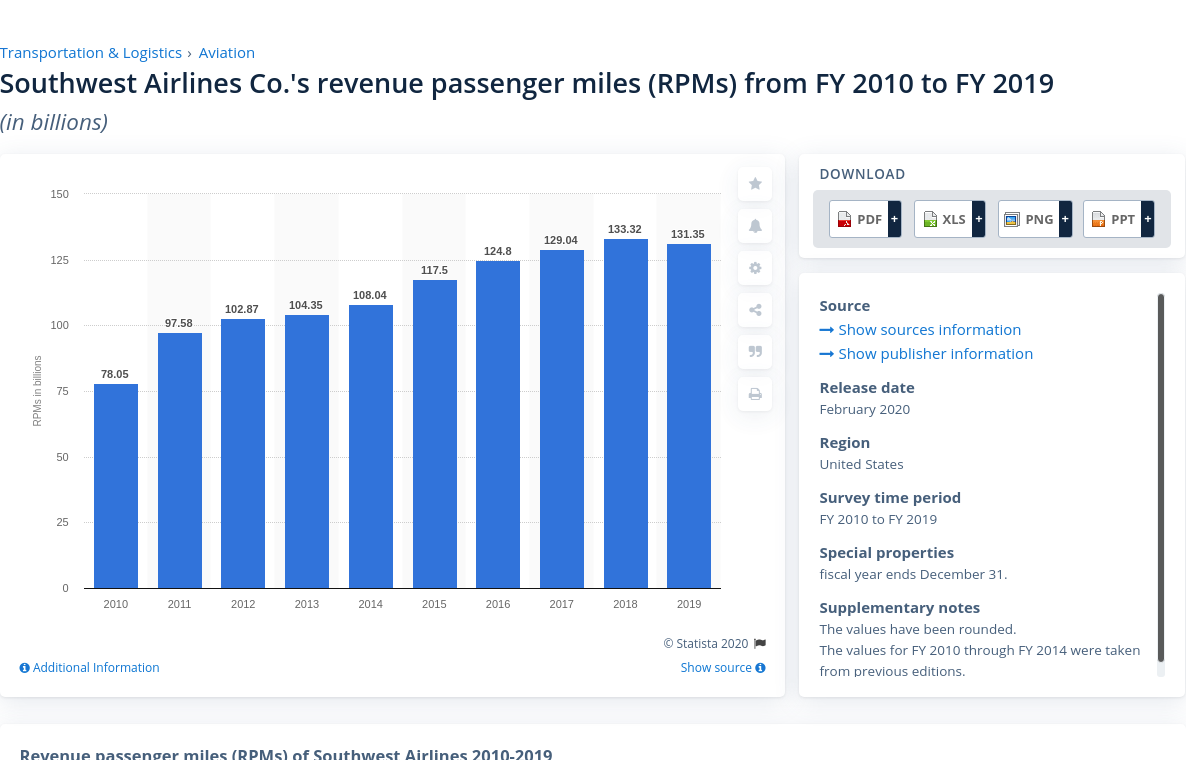 Transportation & Logistics › Aviation
Southwest Airlines Co.'s revenue passenger miles (RPMs) from FY 2010 to FY 2019
(in billions)
150
125
100
75
50
25
0
RPMs in billions
78.05
97.58
102.87
104.35
108.04
117.5
124.8
129.04
133.32
131.35
2010 2011 2012 2013 2014 2015 2016 2017 2018 2019
© Statista 2020
Additional Information
Show source
DOWNLOAD
PDF + XLS + PNG + PPT +
Source
Show sources information
Show publisher information
Release date
February 2020
Region
United States
Survey time period
FY 2010 to FY 2019
Special properties
fiscal year ends December 31.
Supplementary notes
The values have been rounded.
The values for FY 2010 through FY 2014 were taken
from previous editions.
Revenue passenger miles (RPMs) of Southwest Airlines 2010-2019